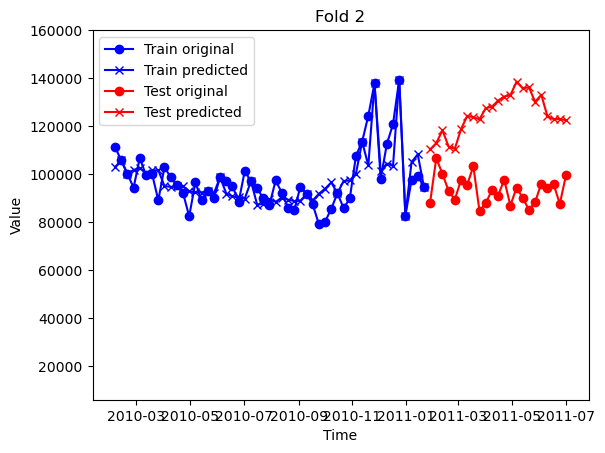 Fold 2
Train original
Train predicted
Test original
Test predicted
160000
140000
120000
100000
80000
60000
40000
20000
Value
2010-03 2010-05 2010-07 2010-09 2010-11 2011-01 2011-03 2011-05 2011-07
Time